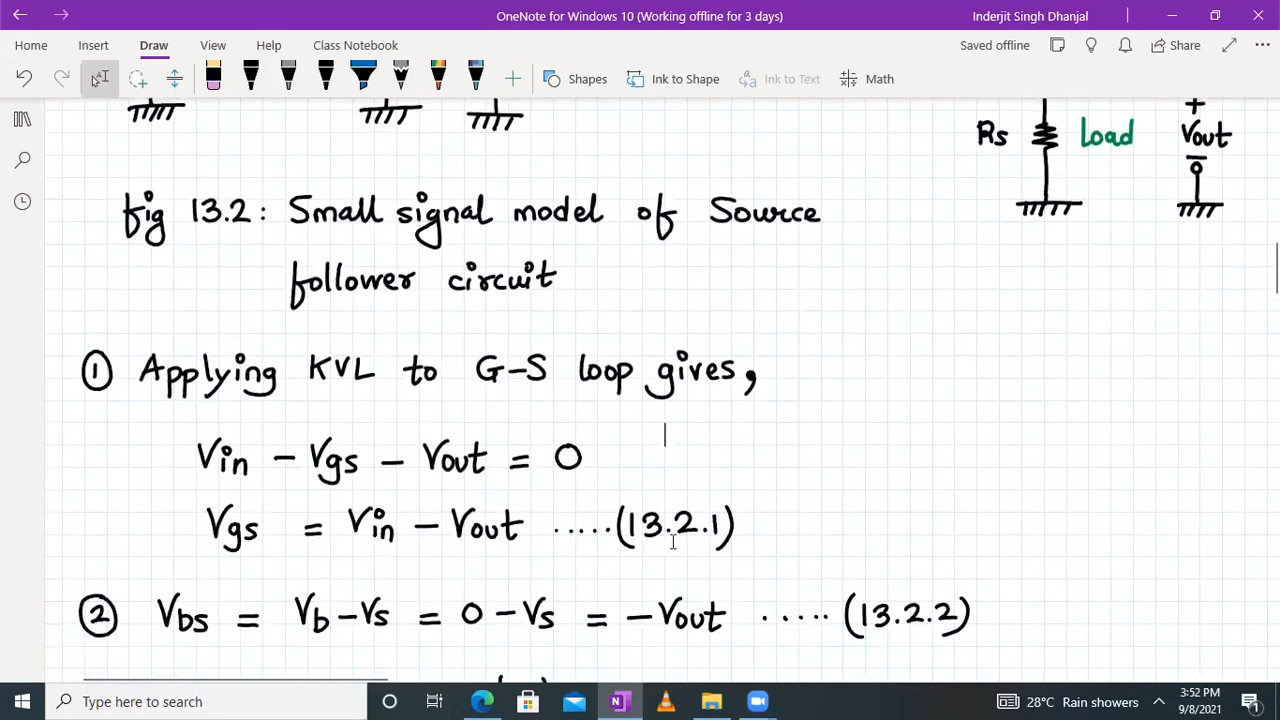 OneNote for Windows 10 (Working offline for 3 days)
Inderjit Singh Dhanjal
Home Insert Draw View Help Class Notebook
Saved offline
Share
Shapes
Ink to Shape
Ink to Text
Math
Rs Load + Vout -
fig 13.2: Small signal model of Source
follower circuit
① Applying KVL to G-S loop gives,
Vin - Vgs - Vout = 0
Vgs = Vin - Vout .....(13.2.1)
② Vbs = Vb - Vs = 0 - Vs = - Vout .....(13.2.2)
Type here to search
28°C Rain showers
3:52 PM
9/8/2021